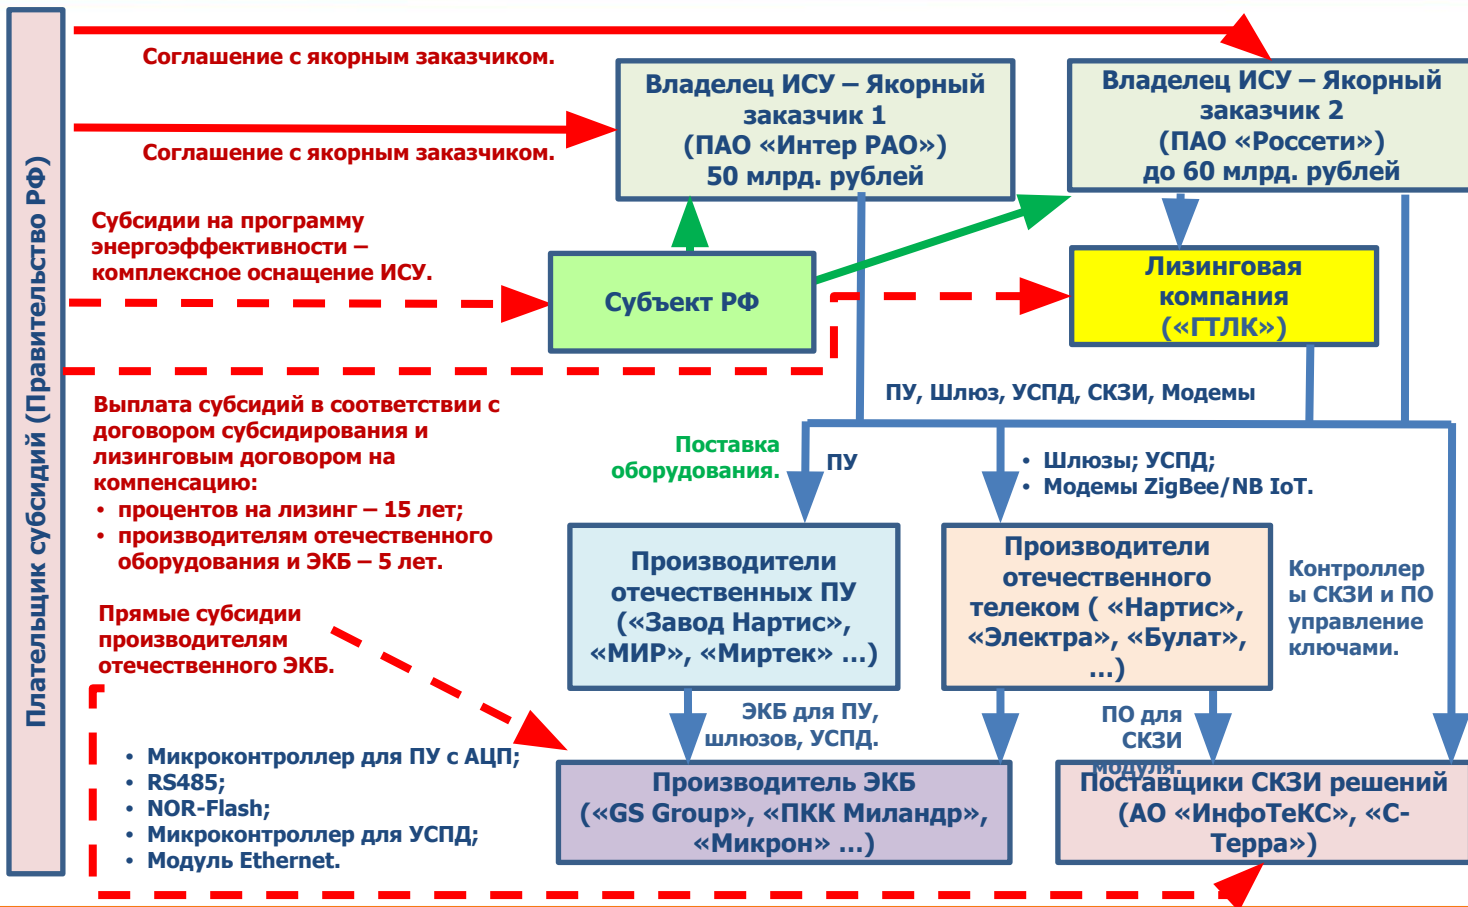 Плательщик субсидий (Правительство РФ)
Соглашение с якорным заказчиком.
Соглашение с якорным заказчиком.
Владелец ИСУ – Якорный
заказчик 1
(ПАО «Интер РАО»)
50 млрд. рублей
Владелец ИСУ – Якорный
заказчик 2
(ПАО «Россети»)
до 60 млрд. рублей
Субсидии на программу
энергоэффективности –
комплексное оснащение ИСУ.
Субъект РФ
Лизинговая
компания
(«ГТЛК»)
ПУ, Шлюз, УСПД, СКЗИ, Модемы
Выплата субсидий в соответствии с
договором субсидирования и
лизинговым договором на
компенсацию:
• процентов на лизинг – 15 лет;
• производителям отечественного
оборудования и ЭКБ – 5 лет.
Поставка
оборудования.
ПУ
• Шлюзы; УСПД;
• Модемы ZigBee/NB IoT.
Производители
отечественных ПУ
(«Завод Нартис»,
«МИР», «Миртек» ...)
Производители
отечественного
телеком ( «Нартис»,
«Электра», «Булат»,
...)
Контроллер
ы СКЗИ и ПО
управление
ключами.
Прямые субсидии
производителям
отечественного ЭКБ.
ЭКБ для ПУ,
шлюзов, УСПД.
ПО для
СКЗИ
модуля.
• Микроконтроллер для ПУ с АЦП;
• RS485;
• NOR-Flash;
• Микроконтроллер для УСПД;
• Модуль Ethernet.
Производитель ЭКБ
(«GS Group», «ПКК Миландр»,
«Микрон» ...)
Поставщики СКЗИ решений
(АО «ИнфоТеКС», «С-
Терра»)